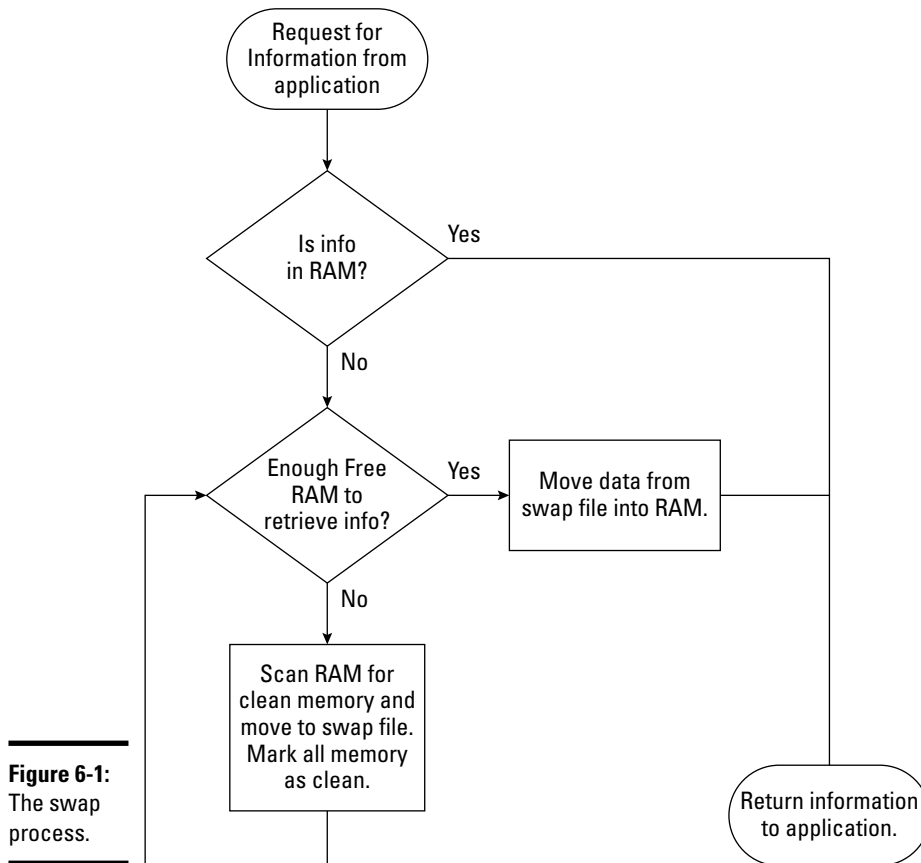 Request for
Information from
application
Is info
in RAM?
Yes
No
Enough Free
RAM to
retrieve info?
Yes
Move data from
swap file into RAM.
No
Scan RAM for
clean memory and
move to swap file.
Mark all memory
as clean.
Figure 6-1:
The swap
process.
Return information
to application.